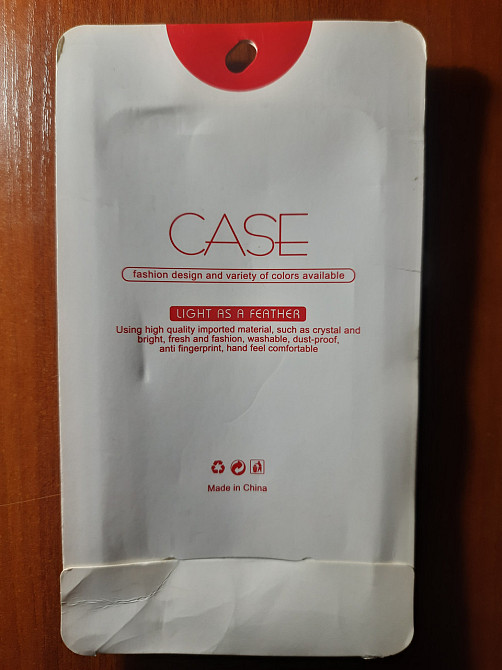 CASE
fashion design and variety of colors available
LIGHT AS A FEATHER
Using high quality imported material, such as crystal and
bright, fresh and fashion, washable, dust-proof,
anti fingerprint, hand feel comfortable
Made in China